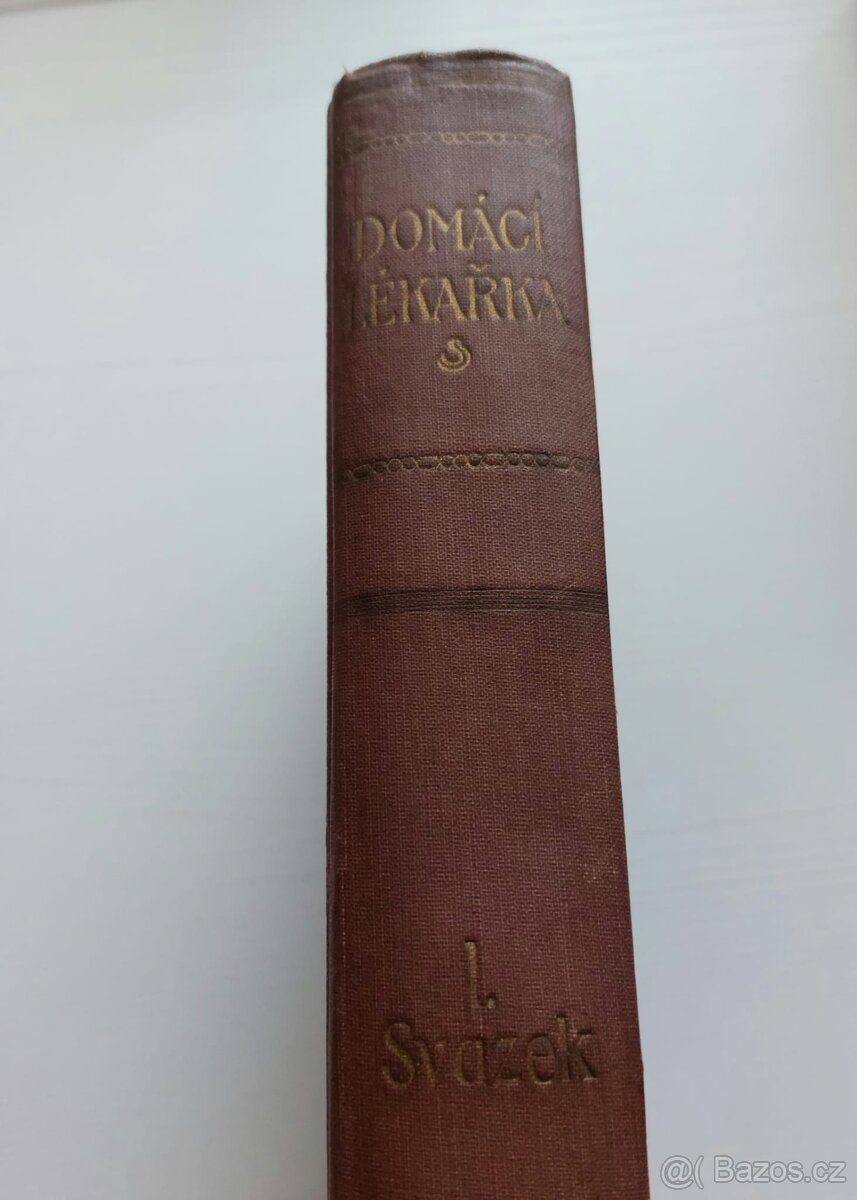 DOMÁCÍ
LÉKAŘKA
I.
Svazek
@( Bazos.cz